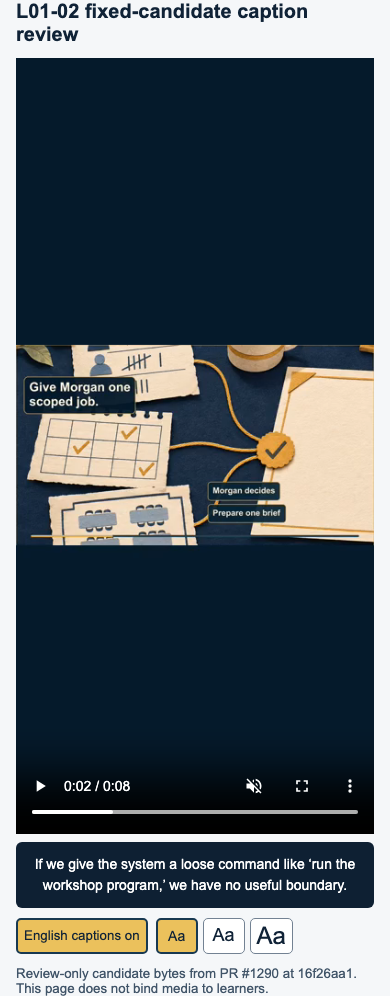 L01-02 fixed-candidate caption
review
Give Morgan one
scoped job.
Morgan decides
Prepare one brief
0:02 / 0:08
If we give the system a loose command like ‘run the
workshop program,’ we have no useful boundary.
English captions on
Aa
Aa
Aa
Review-only candidate bytes from PR #1290 at 16f26aa1.
This page does not bind media to learners.